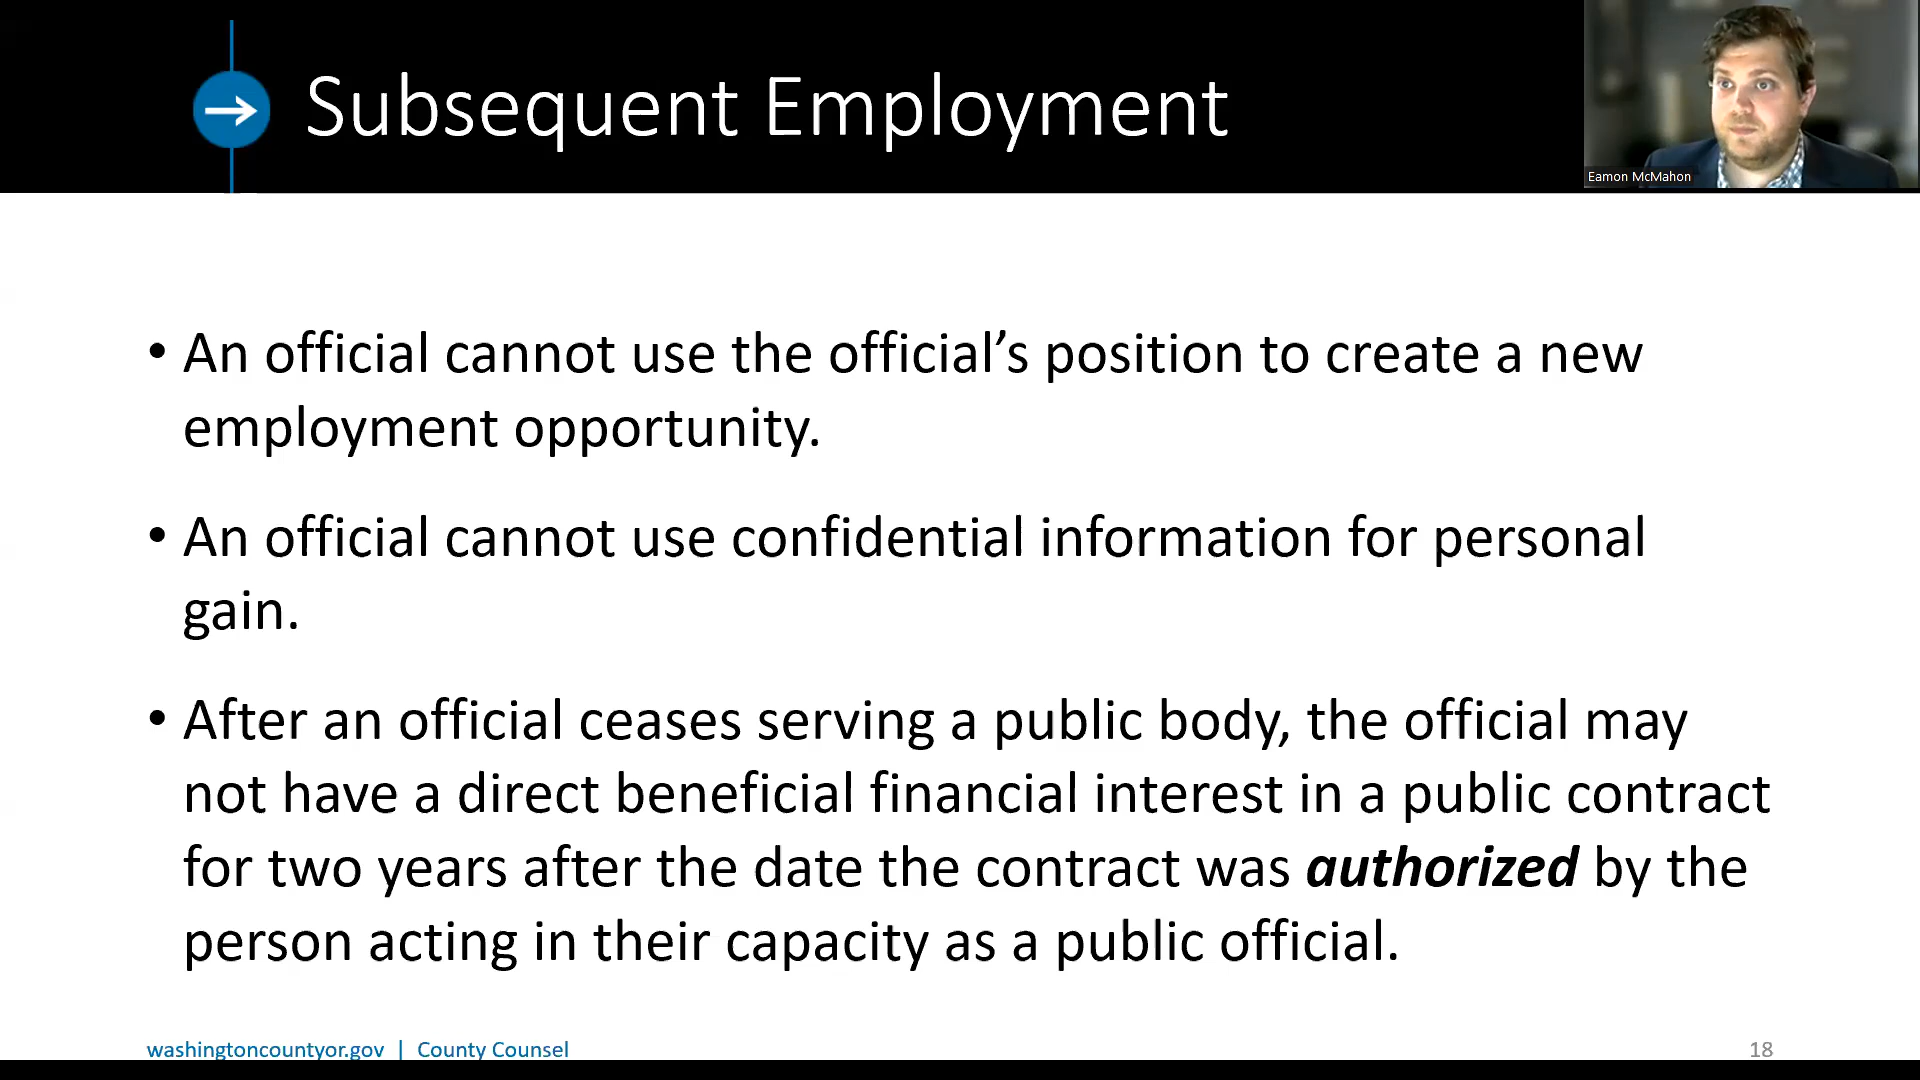 Subsequent Employment
Eamon McMahon
• An official cannot use the official’s position to create a new
employment opportunity.
• An official cannot use confidential information for personal
gain.
• After an official ceases serving a public body, the official may
not have a direct beneficial financial interest in a public contract
for two years after the date the contract was authorized by the
person acting in their capacity as a public official.
washingtoncountyor.gov | County Counsel
18